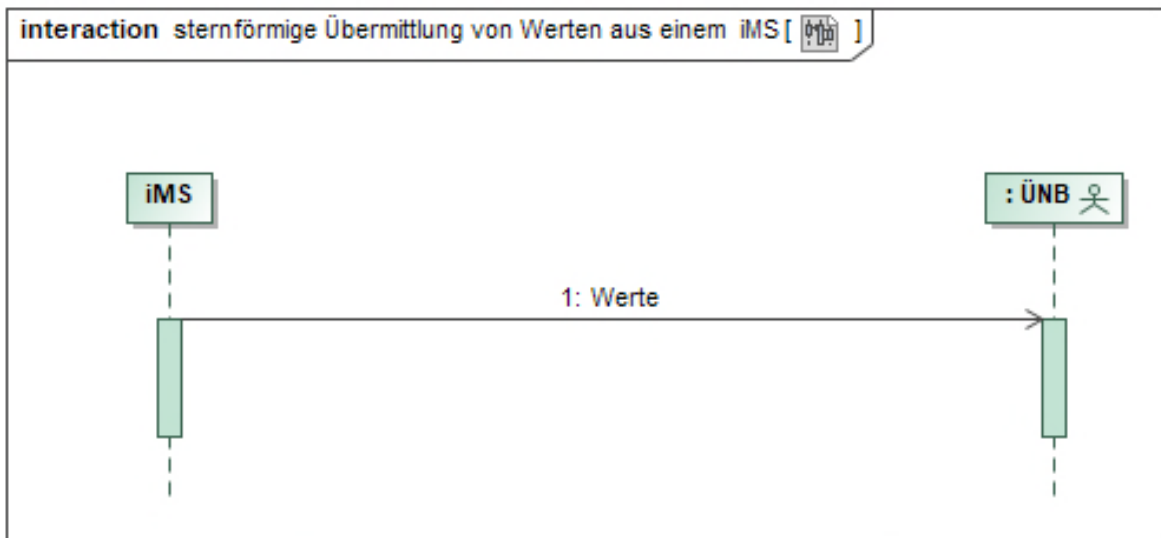 interaction sternförmige Übermittlung von Werten aus einem iMS [ ]
iMS
: ÜNB
1: Werte